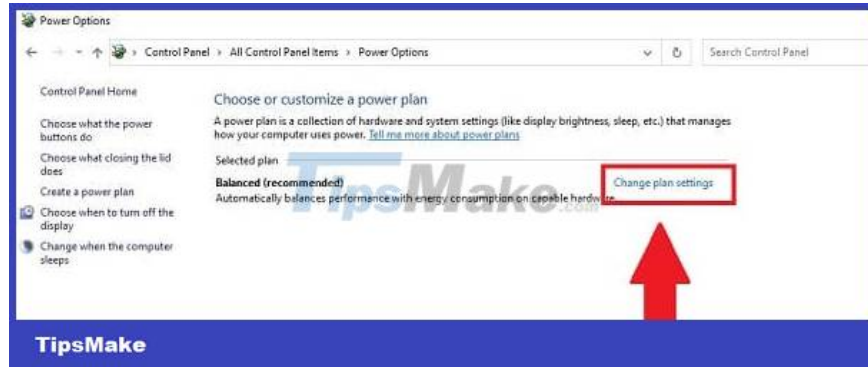 Power Options
Control Panel > All Control Panel Items > Power Options
Search Control Panel
Control Panel Home
Choose what the power
buttons do
Choose what closing the lid
does
Create a power plan
Choose when to turn off the
display
Change when the computer
sleeps
Choose or customize a power plan
A power plan is a collection of hardware and system settings (like display brightness, sleep, etc.) that manages
how your computer uses power. Tell me more about power plans
Selected plan
Balanced (recommended)
Change plan settings
Automatically balances performance with energy consumption on capable hardware.
TipsMake.com
TipsMake